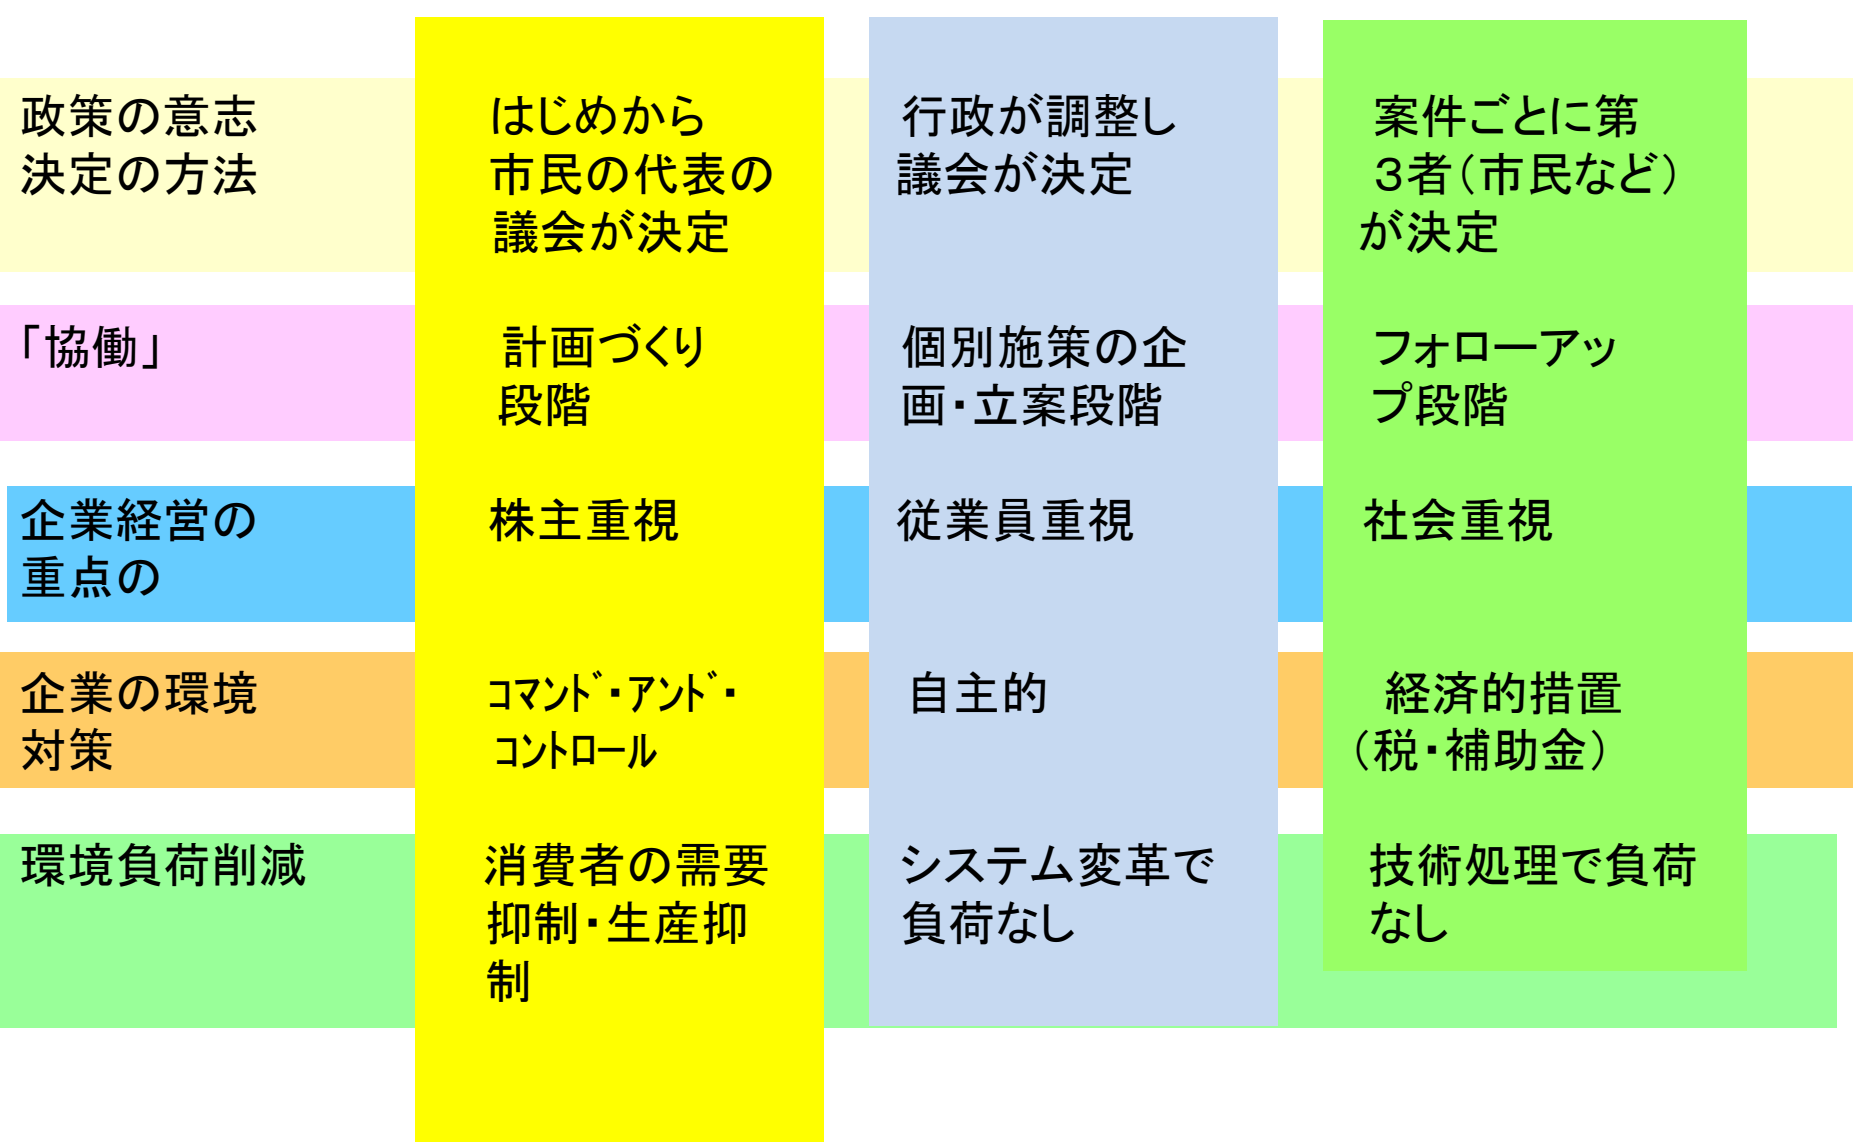 政策の意志
決定の方法
はじめから
市民の代表の
議会が決定
行政が調整し
議会が決定
案件ごとに第
３者（市民など）
が決定
「協働」
計画づくり
段階
個別施策の企
画・立案段階
フォローアッ
プ段階
企業経営の
重点の
株主重視
従業員重視
社会重視
企業の環境
対策
ｺﾏﾝﾄﾞ・ｱﾝﾄﾞ・
ｺﾝﾄﾛｰﾙ
自主的
経済的措置
（税・補助金）
環境負荷削減
消費者の需要
抑制・生産抑
制
システム変革で
負荷なし
技術処理で負荷
なし